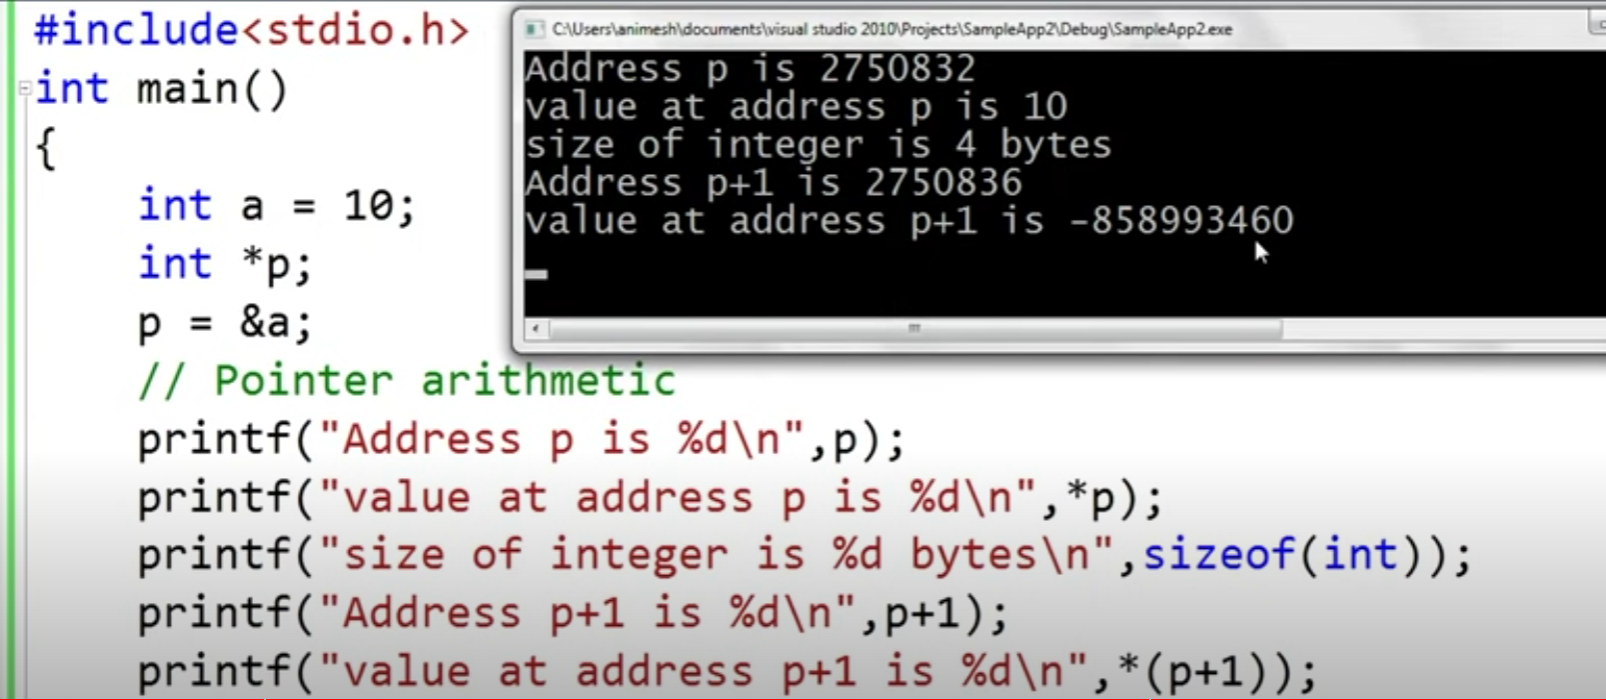 #include<stdio.h>
int main()
{
int a = 10;
int *p;
p = &a;
// Pointer arithmetic
printf("Address p is %d\n",p);
printf("value at address p is %d\n",*p);
printf("size of integer is %d bytes\n",sizeof(int));
printf("Address p+1 is %d\n",p+1);
printf("value at address p+1 is %d\n",*(p+1));
C:\Users\animesh\documents\visual studio 2010\Projects\SampleApp2\Debug\SampleApp2.exe
Address p is 2750832
value at address p is 10
size of integer is 4 bytes
Address p+1 is 2750836
value at address p+1 is -858993460